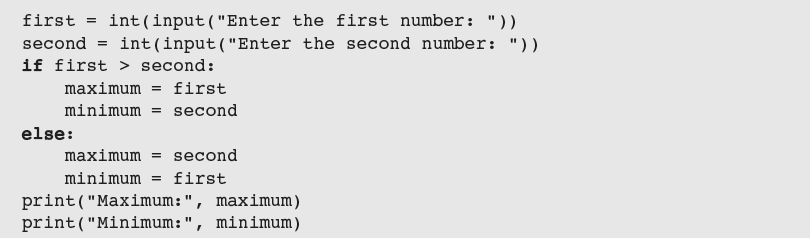 first = int(input("Enter the first number: "))
second = int(input("Enter the second number: "))
if first > second:
    maximum = first
    minimum = second
else:
    maximum = second
    minimum = first
print("Maximum:", maximum)
print("Minimum:", minimum)